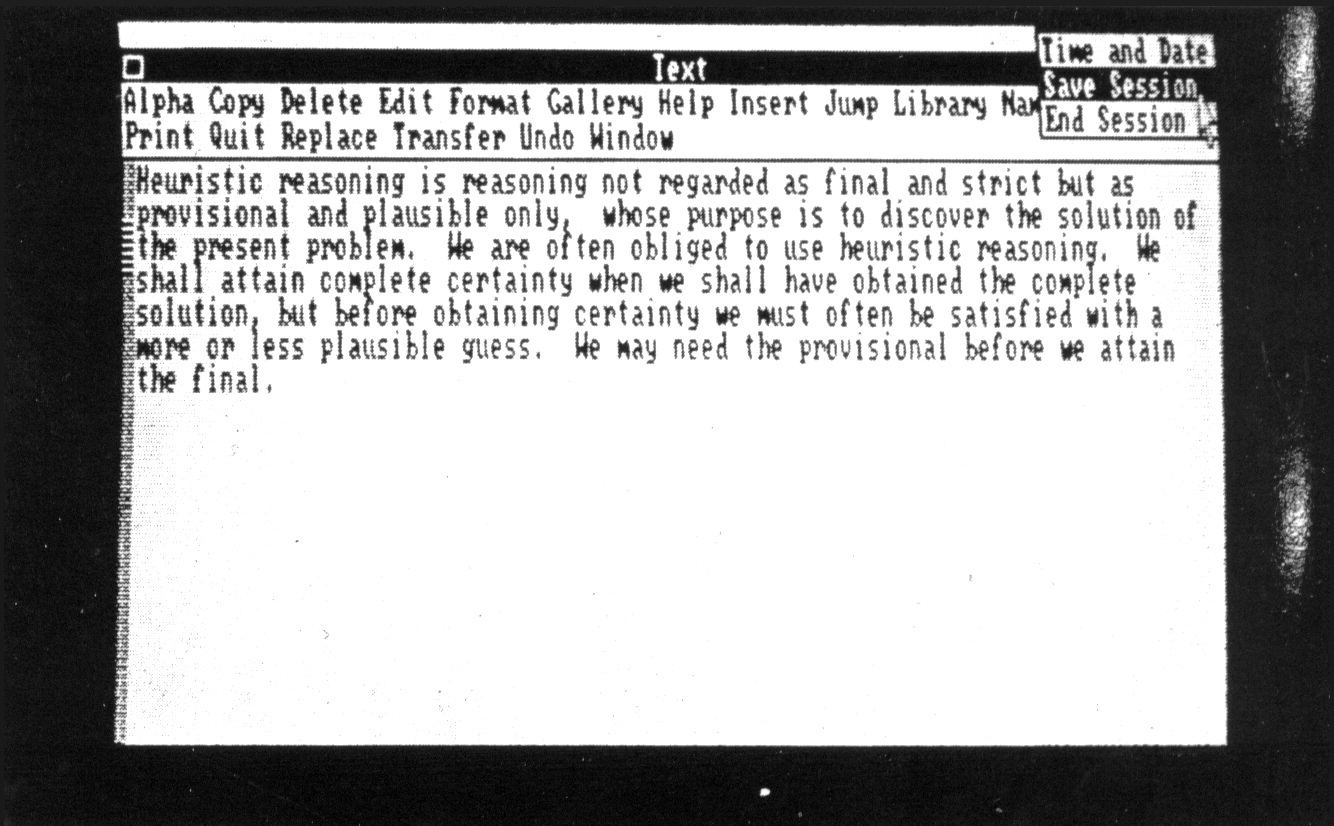 Time and Date
Text
Save Session
Alpha Copy Delete Edit Format Gallery Help Insert Jump Library
End Session
Print Quit Replace Transfer Undo Window
Heuristic reasoning is reasoning not regarded as final and strict but as
provisional and plausible only,  whose purpose is to discover the solution of
the present problem.  We are often obliged to use heuristic reasoning.  We
shall attain complete certainty when we shall have obtained the complete
solution, but before obtaining certainty we must often be satisfied with a
more or less plausible guess.  We may need the provisional before we attain
the final.